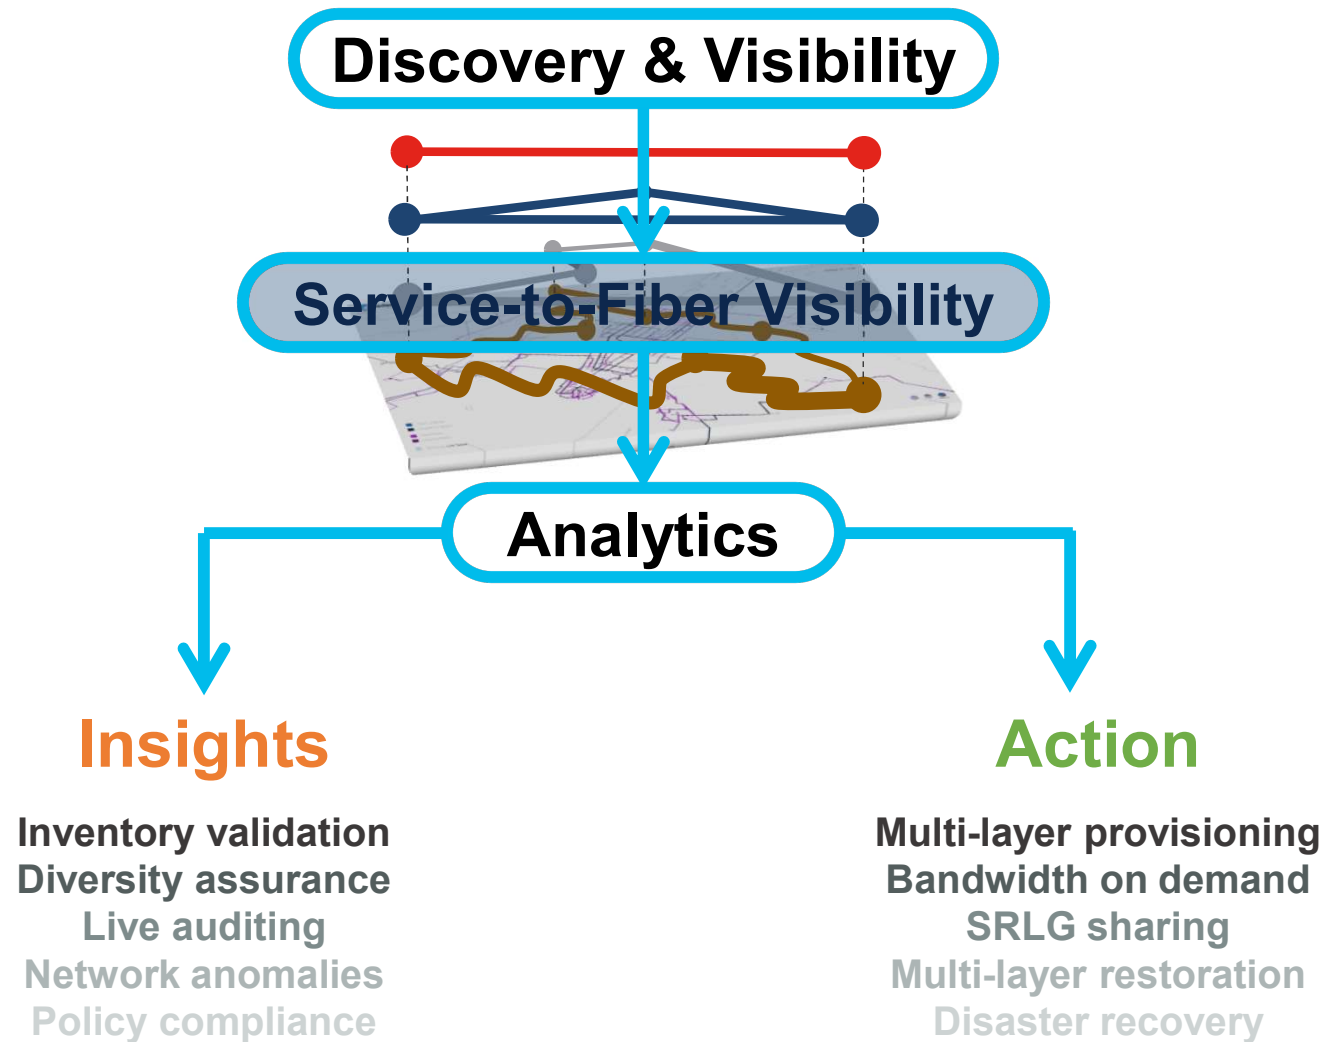 Discovery & Visibility
Service-to-Fiber Visibility
Analytics
Insights
Inventory validation
Diversity assurance
Live auditing
Network anomalies
Policy compliance
Action
Multi-layer provisioning
Bandwidth on demand
SRLG sharing
Multi-layer restoration
Disaster recovery